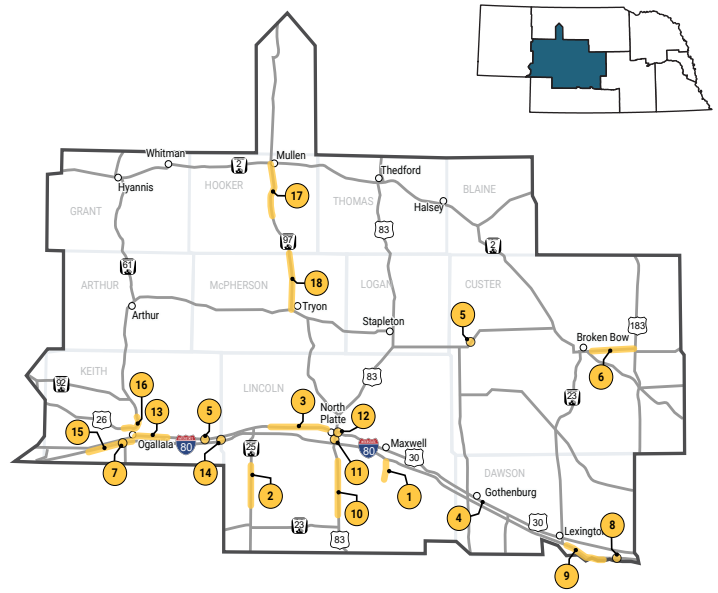 Whitman
2
Mullen
Hyannis
Thedford
HOOKER
17
BLAINE
GRANT
THOMAS
Halsey
83
97
2
61
ARTHUR
McPHERSON
18
LOGAN
CUSTER
Arthur
Tryon
Stapleton
5
183
Broken Bow
KEITH
92
16
LINCOLN
83
6
23
26
13
3
North
Platte
12
15
5
Ogallala
80
25
80
Maxwell
30
7
14
11
2
10
1
DAWSON
Gothenburg
4
23
83
30
Lexington
8
9